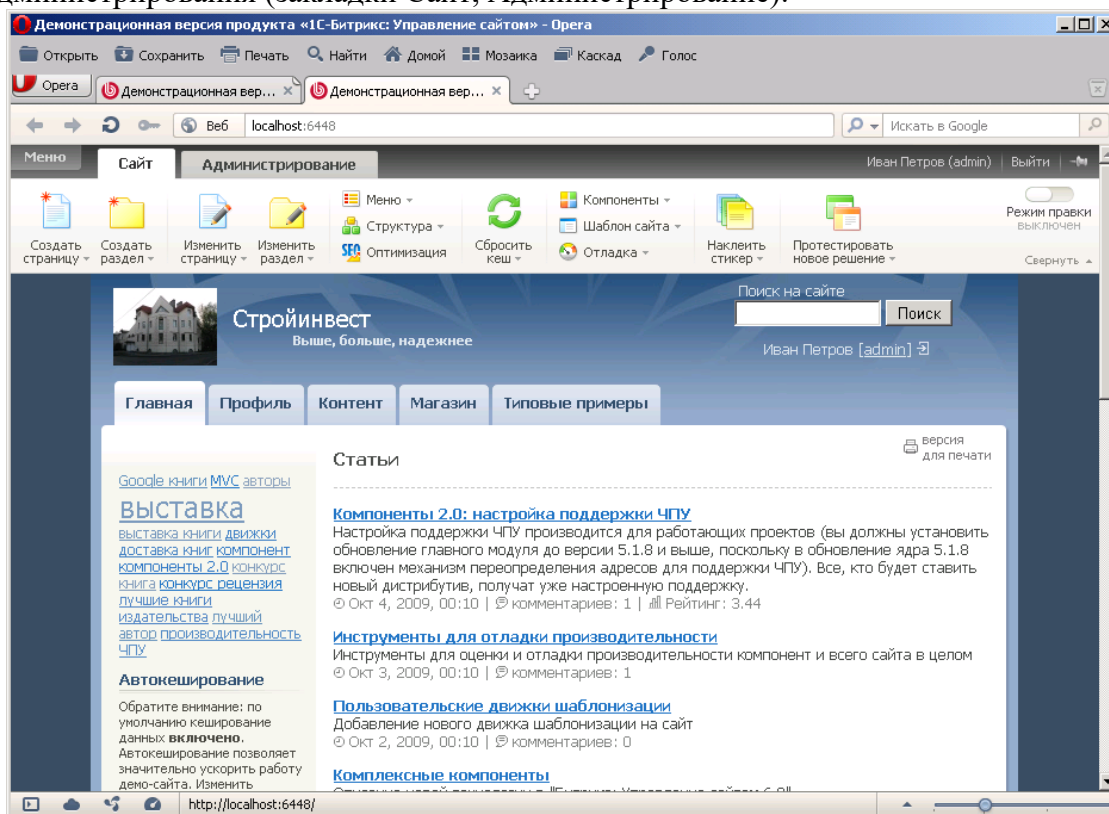 дминистрирования (закладки Сайт, Администрирование).
Демонстрационная версия продукта «1С-Битрикс: Управление сайтом» - Opera
Открыть Сохранить Печать Найти Домой Мозаика Каскад Голос
Opera Демонстрационная вер... Демонстрационная вер...
Веб localhost:6448 Искать в Google
Меню Сайт Администрирование Иван Петров (admin) Выйти
Создать страницу
Создать раздел
Изменить страницу
Изменить раздел
Меню
Структура
SEO Оптимизация
Сбросить кеш
Компоненты
Шаблон сайта
Отладка
Наклеить стикер
Протестировать новое решение
Режим правки
выключен
Свернуть
Стройинвест
Выше, больше, надежнее
Поиск на сайте
Поиск
Иван Петров [admin]
Главная Профиль Контент Магазин Типовые примеры
Google книги MVC авторы
выставка
выставка книги движки
доставка книг компонент
компоненты 2.0 конкурс
книга конкурс рецензия
лучшие книги
издательства лучший
автор производительность
ЧПУ
Автокеширование
Обратите внимание: по
умолчанию кеширование
данных включено.
Автокеширование позволяет
значительно ускорить работу
демо-сайта. Изменить
версия
для печати
Статьи
Компоненты 2.0: настройка поддержки ЧПУ
Настройка поддержки ЧПУ производится для работающих проектов (вы должны установить
обновление главного модуля до версии 5.1.8 и выше, поскольку в обновление ядра 5.1.8
включен механизм переопределения адресов для поддержки ЧПУ). Все, кто будет ставить
новый дистрибутив, получат уже настроенную поддержку.
Окт 4, 2009, 00:10 | комментариев: 1 | Рейтинг: 3.44
Инструменты для отладки производительности
Инструменты для оценки и отладки производительности компонент и всего сайта в целом
Окт 3, 2009, 00:10 | комментариев: 1
Пользовательские движки шаблонизации
Добавление нового движка шаблонизации на сайт
Окт 2, 2009, 00:10 | комментариев: 0
Комплексные компоненты
http://localhost:6448/